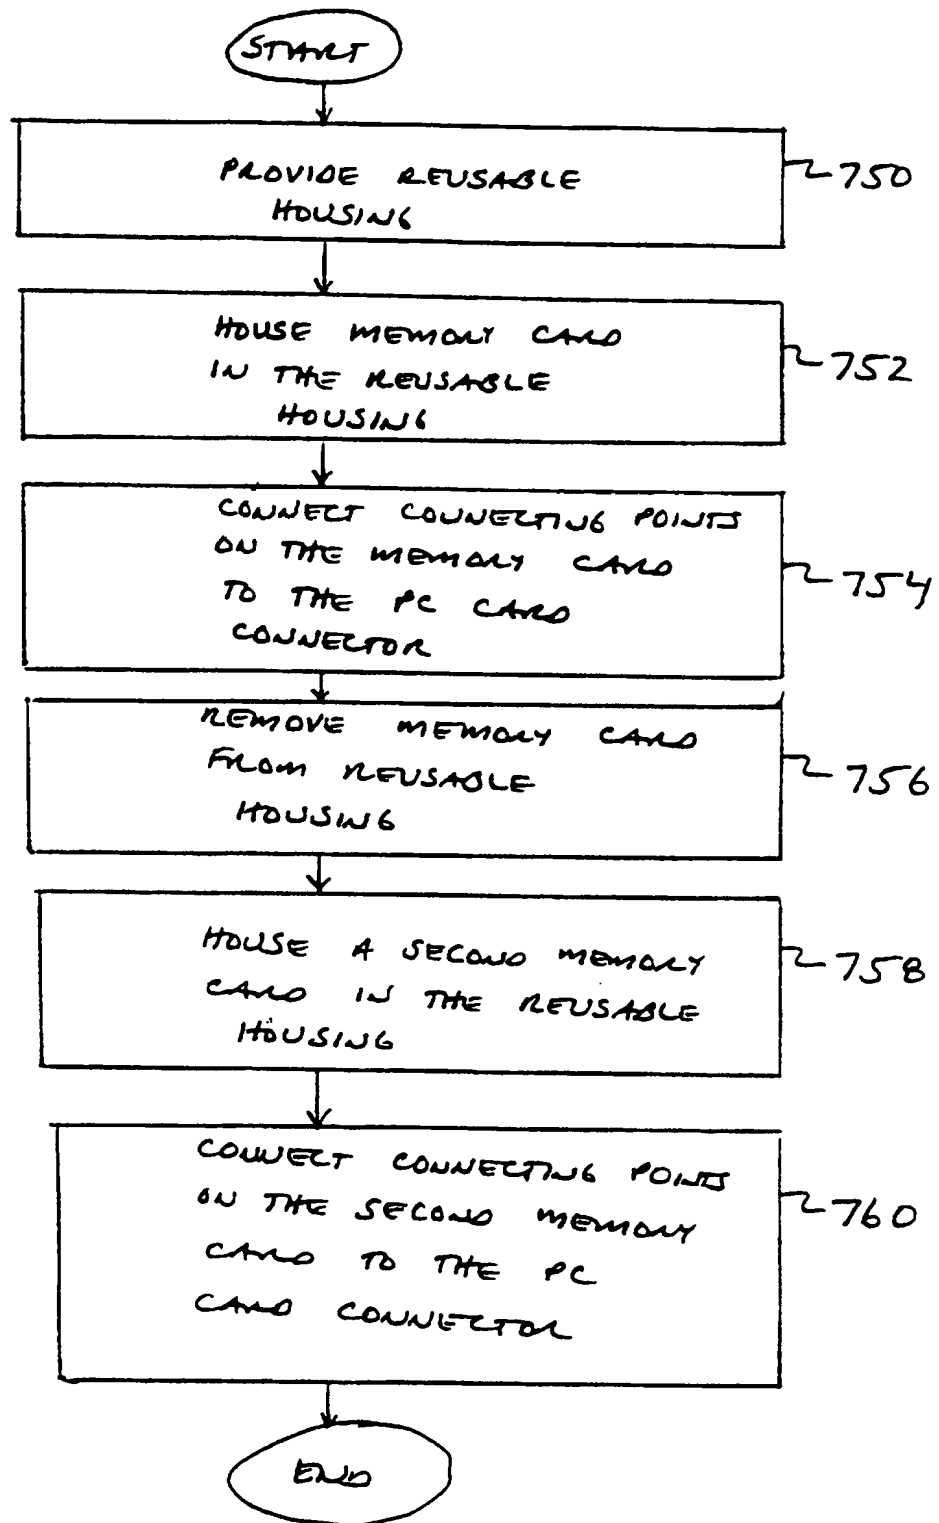 START
PROVIDE REUSABLE
HOUSING
750
HOUSE MEMORY CARD
IN THE REUSABLE
HOUSING
752
CONNECT CONNECTING POINTS
ON THE MEMORY CARD
TO THE PC CARD
CONNECTOR
754
REMOVE MEMORY CARD
FROM REUSABLE
HOUSING
756
HOUSE A SECOND MEMORY
CARD IN THE REUSABLE
HOUSING
758
CONNECT CONNECTING POINTS
ON THE SECOND MEMORY
CARD TO THE PC
CARD CONNECTOR
760
END